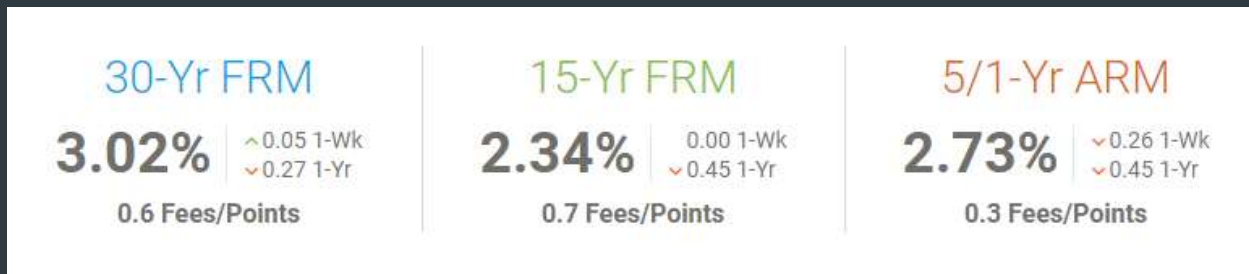 30-Yr FRM
3.02%
0.05 1-Wk
0.27 1-Yr
0.6 Fees/Points
15-Yr FRM
2.34%
0.00 1-Wk
0.45 1-Yr
0.7 Fees/Points
5/1-Yr ARM
2.73%
0.26 1-Wk
0.45 1-Yr
0.3 Fees/Points